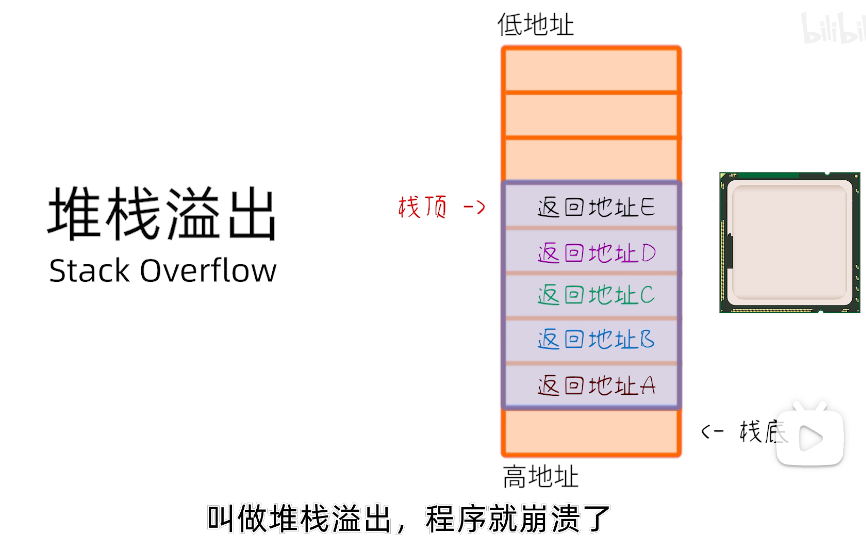 低地址
堆栈溢出
Stack Overflow
栈顶 ->
返回地址E
返回地址D
返回地址C
返回地址B
返回地址A
<- 栈底
高地址
叫做堆栈溢出，程序就崩溃了